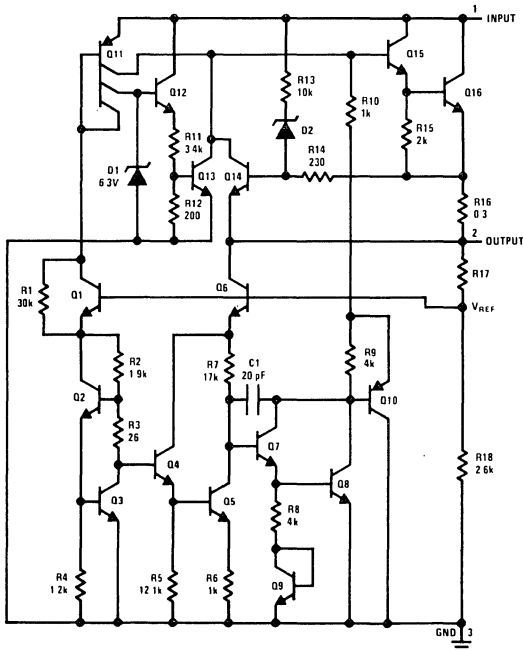 1
INPUT
Q11
Q15
Q12
R13
10k
R10
1k
Q16
R11
3 4k
D2
R15
2k
D1
6 3V
Q13
Q14
R14
230
R12
200
R16
0 3
2
OUTPUT
R1
30k
Q1
Q6
R17
VREF
R2
1 9k
R7
17k
C1
20 pF
R9
4k
Q2
Q10
R3
26
Q4
Q7
R18
2 6k
Q3
Q5
Q8
R8
4k
R4
1 2k
R5
12 1k
R6
1k
Q9
GND
3